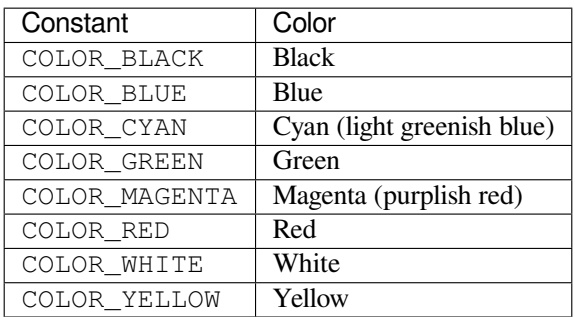 Constant Color
COLOR_BLACK Black
COLOR_BLUE Blue
COLOR_CYAN Cyan (light greenish blue)
COLOR_GREEN Green
COLOR_MAGENTA Magenta (purplish red)
COLOR_RED Red
COLOR_WHITE White
COLOR_YELLOW Yellow